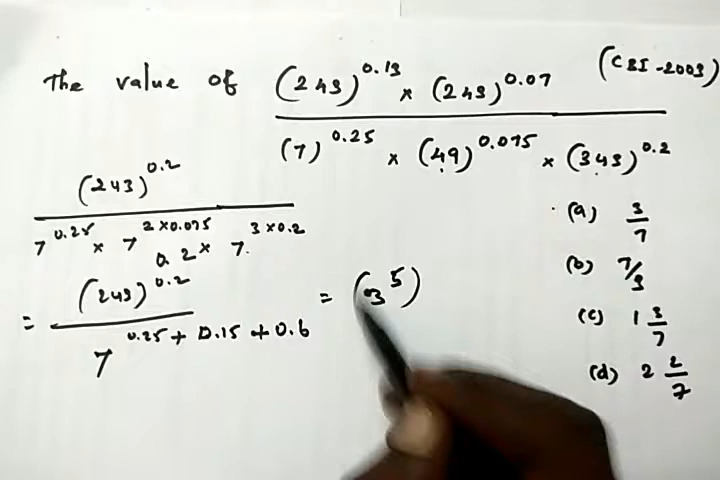 The value of (243)^0.13 × (243)^0.07 (CBI-2003)
(7)^0.25 × (49)^0.075 × (343)^0.2
(243)^0.2
7^0.25 × 7^2×0.075 × 7^3×0.2
0.2
= (243)^0.2 = (3^5)
7^0.25+0.15+0.6
(a) 3/7
(b) 7/3
(c) 1 3/7
(d) 2 2/7